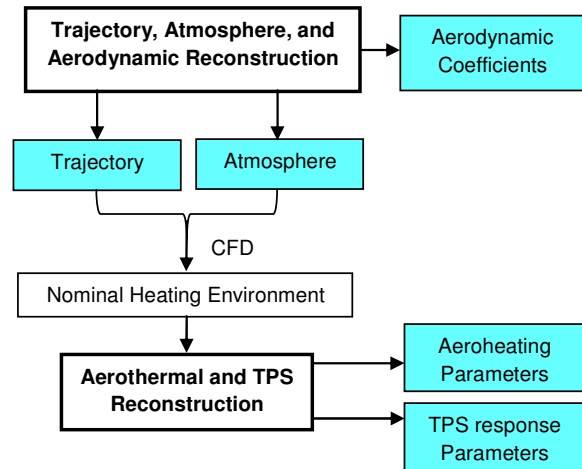 Trajectory, Atmosphere, and
Aerodynamic Reconstruction
Aerodynamic
Coefficients
Trajectory
Atmosphere
CFD
Nominal Heating Environment
Aerothermal and TPS
Reconstruction
Aeroheating
Parameters
TPS response
Parameters